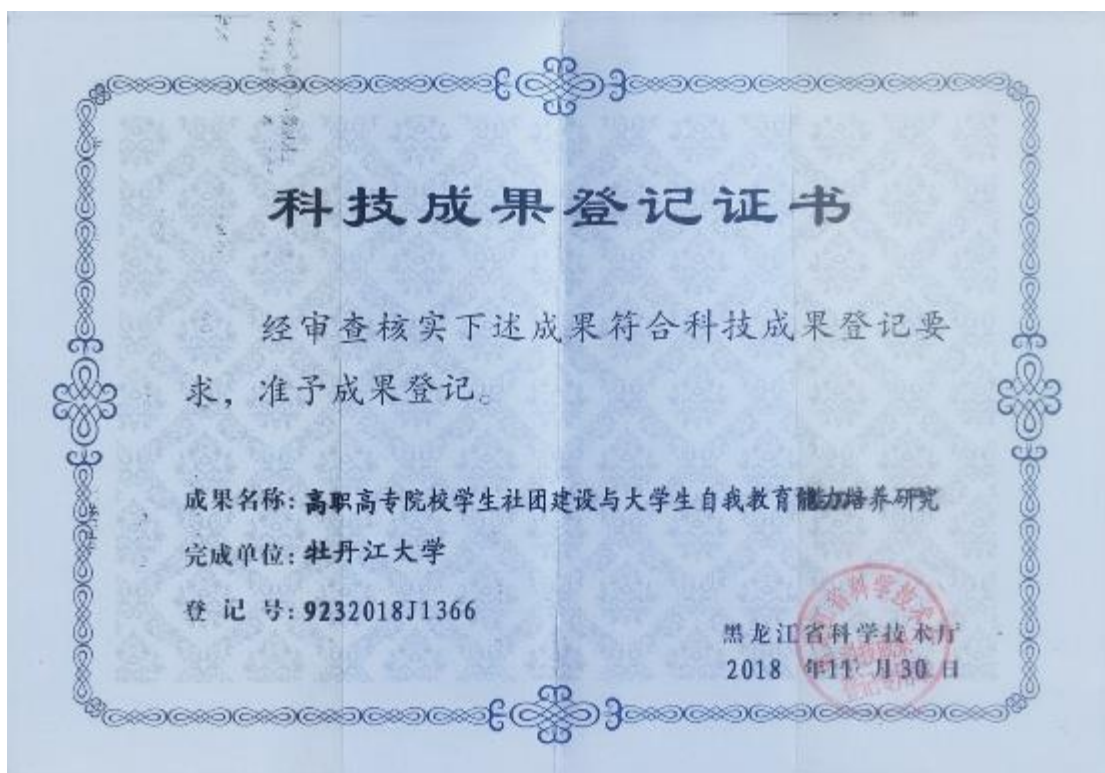 科技成果登记证书
经审查核实下述成果符合科技成果登记要
求，准予成果登记。
成果名称：高职高专院校学生社团建设与大学生自我教育能力培养研究
完成单位：牡丹江大学
登 记 号：9232018J1366
黑龙江省科学技术厅
2018 年11 月30 日